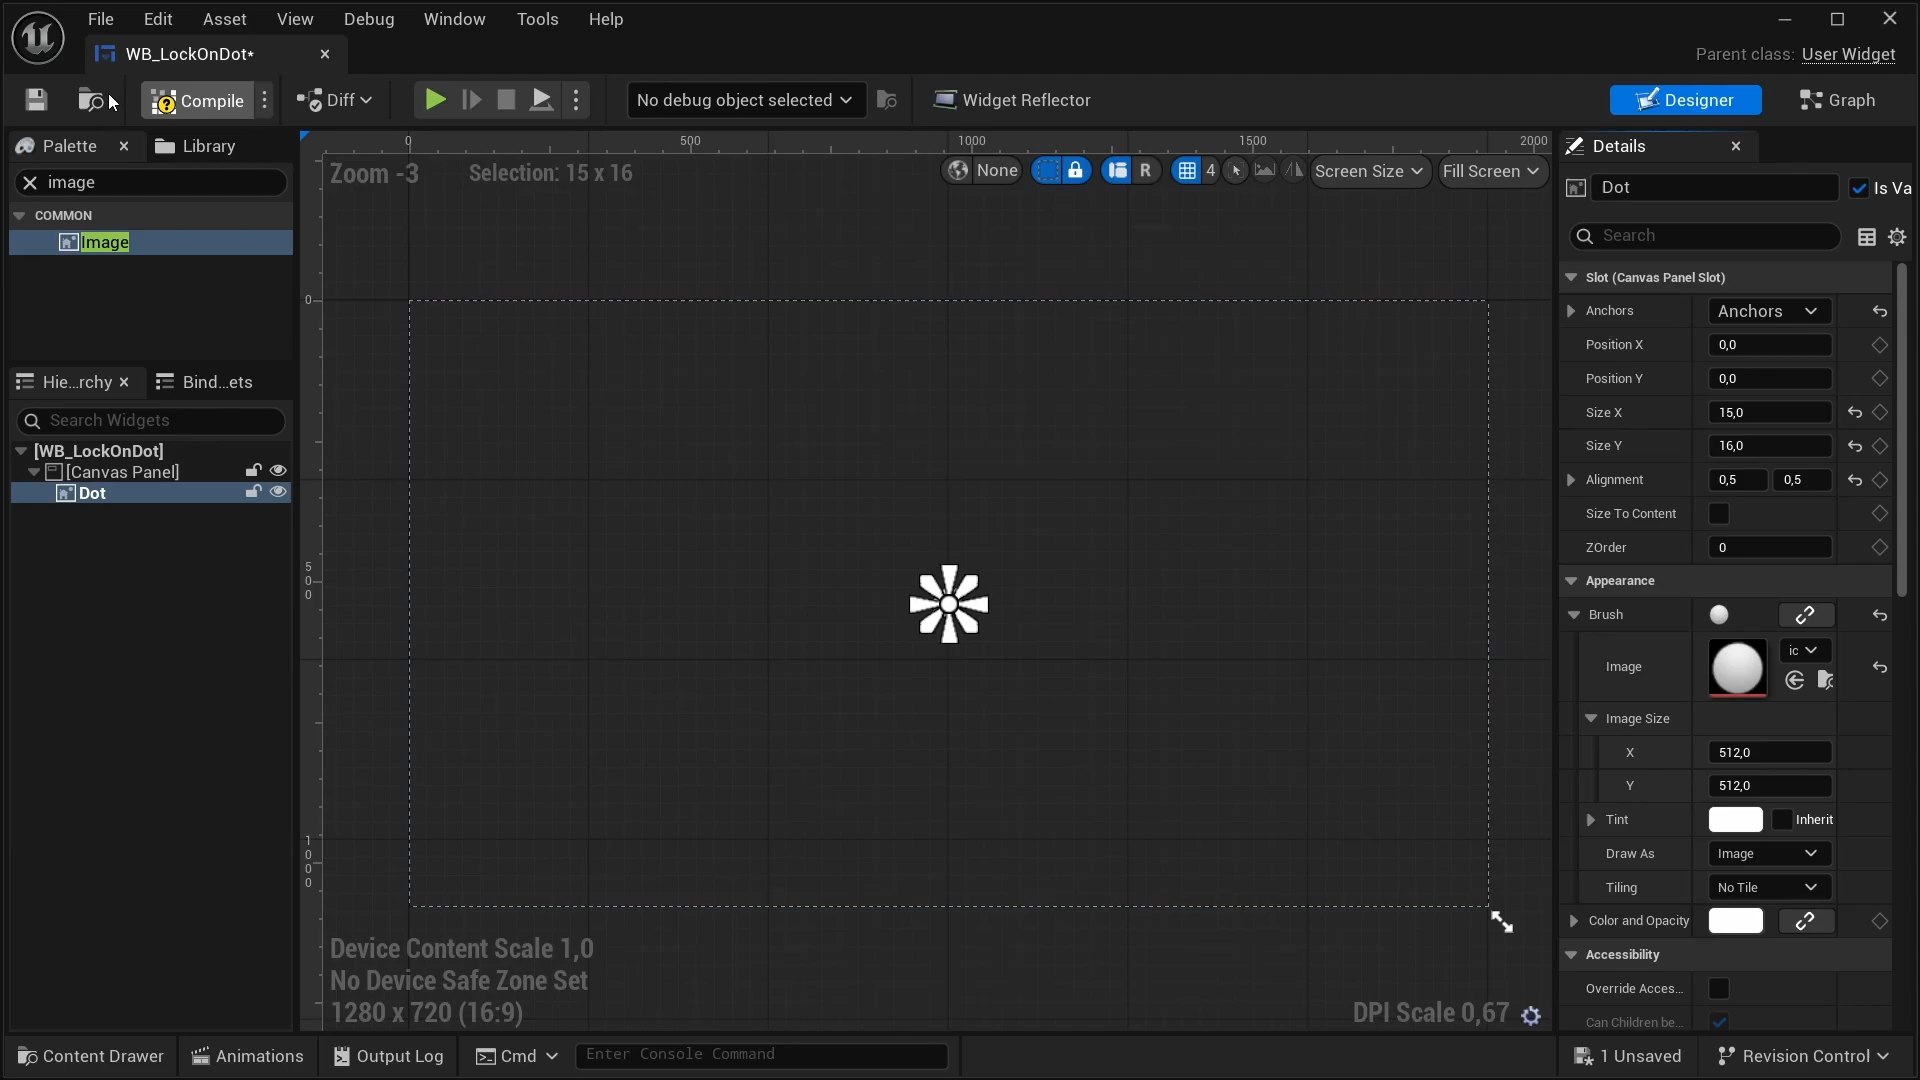 File Edit Asset View Debug Window Tools Help
WB_LockOnDot*
Parent class: User Widget
Compile Diff No debug object selected Widget Reflector Designer Graph
Palette Library
image
COMMON
Image
Hie...rchy Bind...ets
Search Widgets
[WB_LockOnDot]
[Canvas Panel]
Dot
0 500 1000 1500 2000
Zoom -3 Selection: 15 x 16
None R 4 Screen Size Fill Screen
0
500
1000
Device Content Scale 1,0
No Device Safe Zone Set
1280 x 720 (16:9)
DPI Scale 0,67
Details
Dot Is Va
Search
Slot (Canvas Panel Slot)
Anchors Anchors
Position X 0,0
Position Y 0,0
Size X 15,0
Size Y 16,0
Alignment 0,5 0,5
Size To Content
ZOrder 0
Appearance
Brush
Image ic
Image Size
X 512,0
Y 512,0
Tint Inherit
Draw As Image
Tiling No Tile
Color and Opacity
Accessibility
Override Acces...
Can Children be...
Content Drawer Animations Output Log Cmd Enter Console Command 1 Unsaved Revision Control